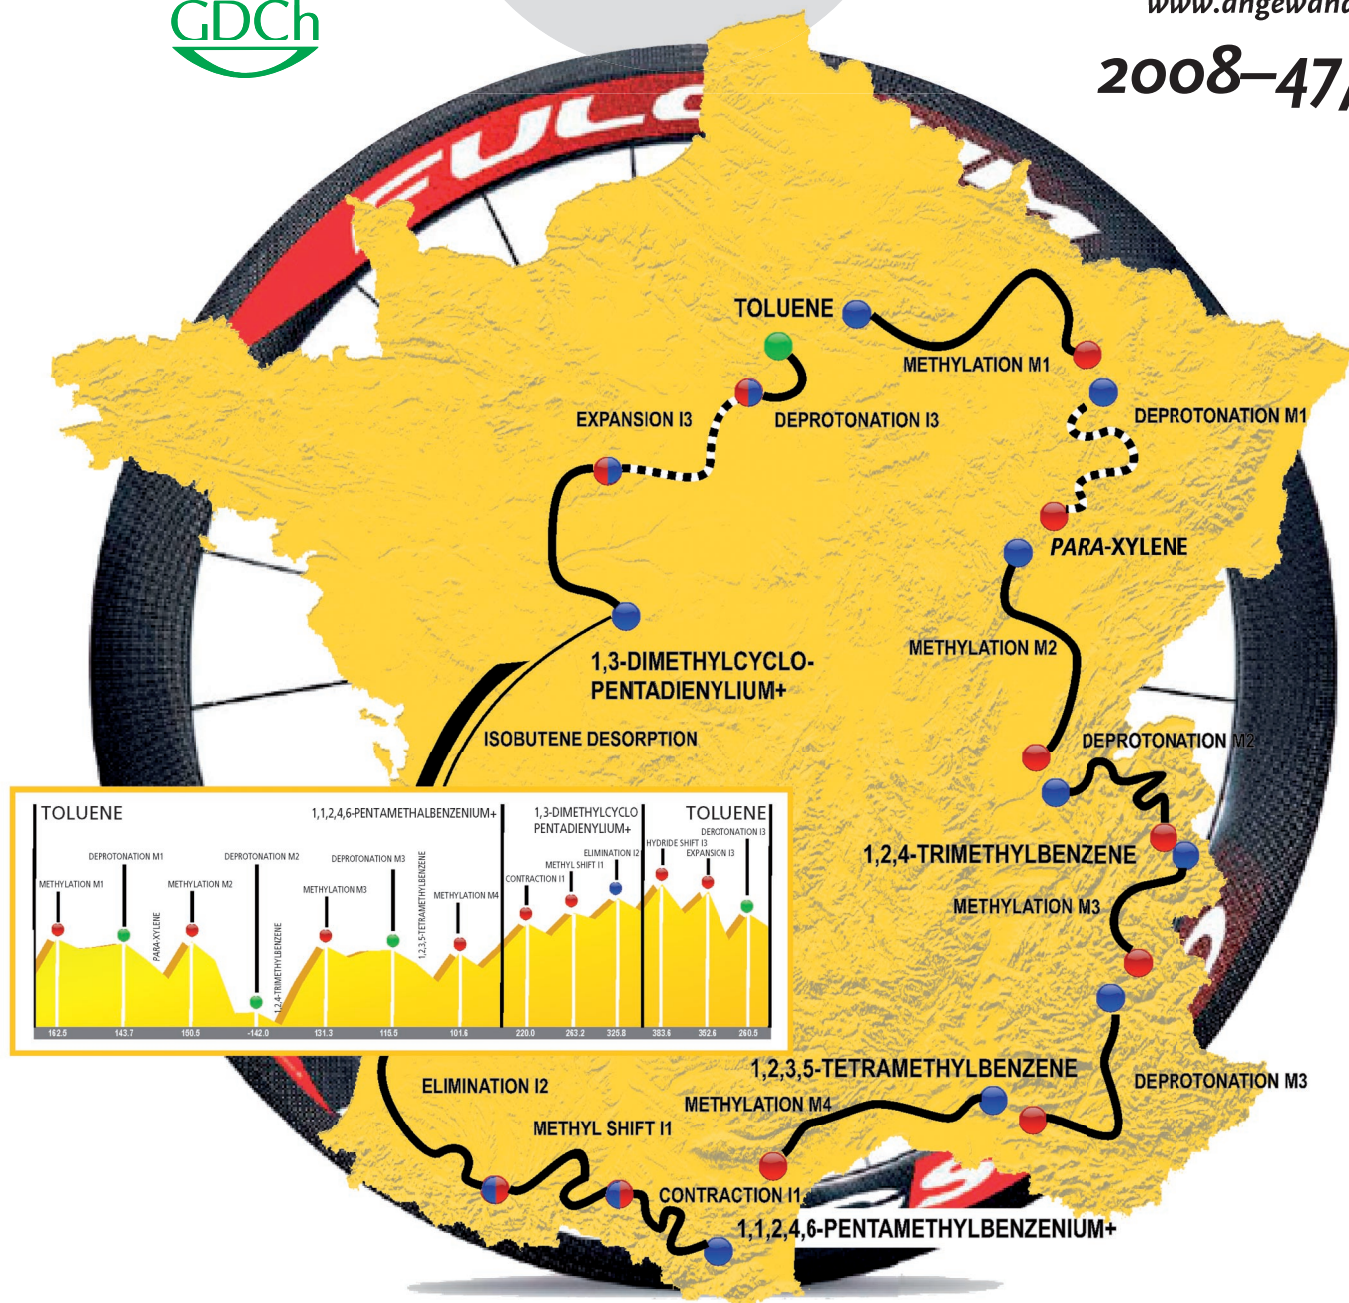 GDCh
www.angewand
2008–47/
FULC
TOLUENE
METHYLATION M1
EXPANSION I3
DEPROTONATION I3
DEPROTONATION M1
PARA-XYLENE
METHYLATION M2
1,3-DIMETHYLCYCLO-
PENTADIENYLIUM+
ISOBUTENE DESORPTION
DEPROTONATION M2
1,2,4-TRIMETHYLBENZENE
METHYLATION M3
TOLUENE
1,1,2,4,6-PENTAMETHALBENZENIUM+
1,3-DIMETHYLCYCLO
PENTADIENYLIUM+
TOLUENE
METHYLATION M1
DEPROTONATION M1
PARA-XYLENE
METHYLATION M2
DEPROTONATION M2
1,2,4-TRIMETHYLBENZENE
METHYLATION M3
DEPROTONATION M3
1,2,3,5-TETRAMETHYLBENZENE
METHYLATION M4
CONTRACTION I1
METHYL SHIFT I1
ELIMINATION I2
HYDRIDE SHIFT I3
EXPANSION I3
DEROTONATION I3
162.5 143.7 150.5 -142.0 131.3 115.5 101.6 220.0 263.2 325.8 383.6 352.6 260.5
1,2,3,5-TETRAMETHYLBENZENE
DEPROTONATION M3
ELIMINATION I2
METHYLATION M4
METHYL SHIFT I1
CONTRACTION I1
1,1,2,4,6-PENTAMETHYLBENZENIUM+